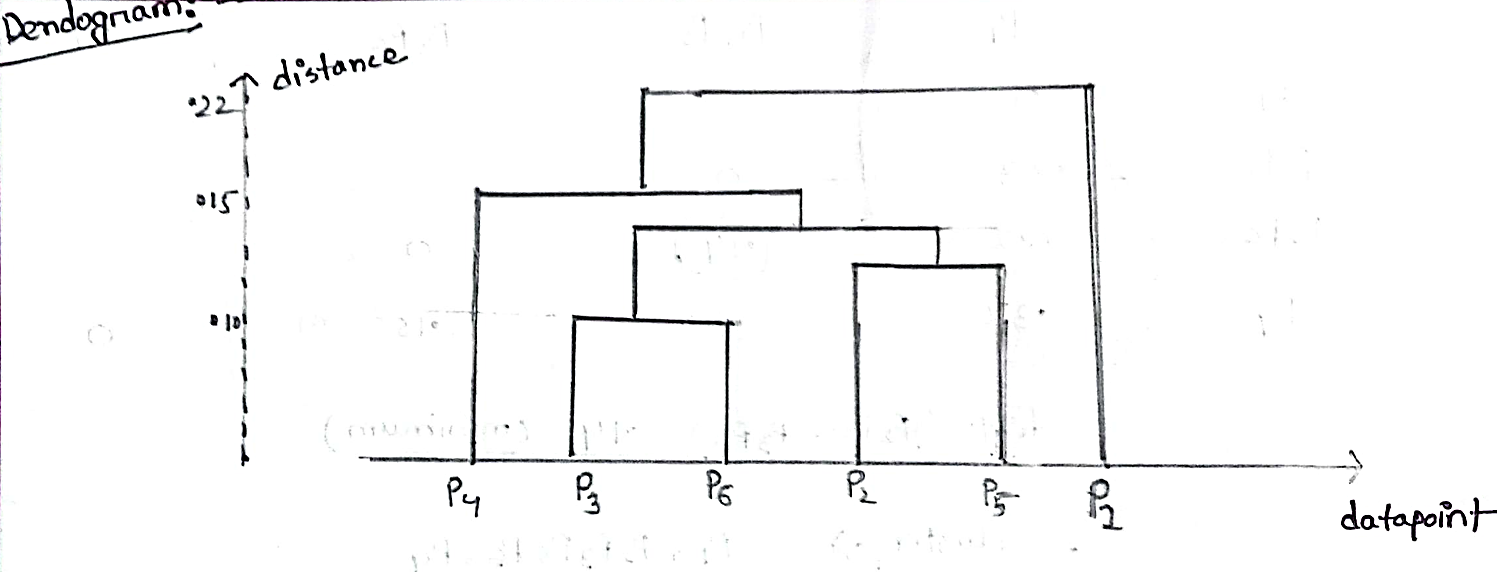 Dendogram:
distance
.22
.15
.10
P4 P3 P6 P2 P5 P1
datapoint